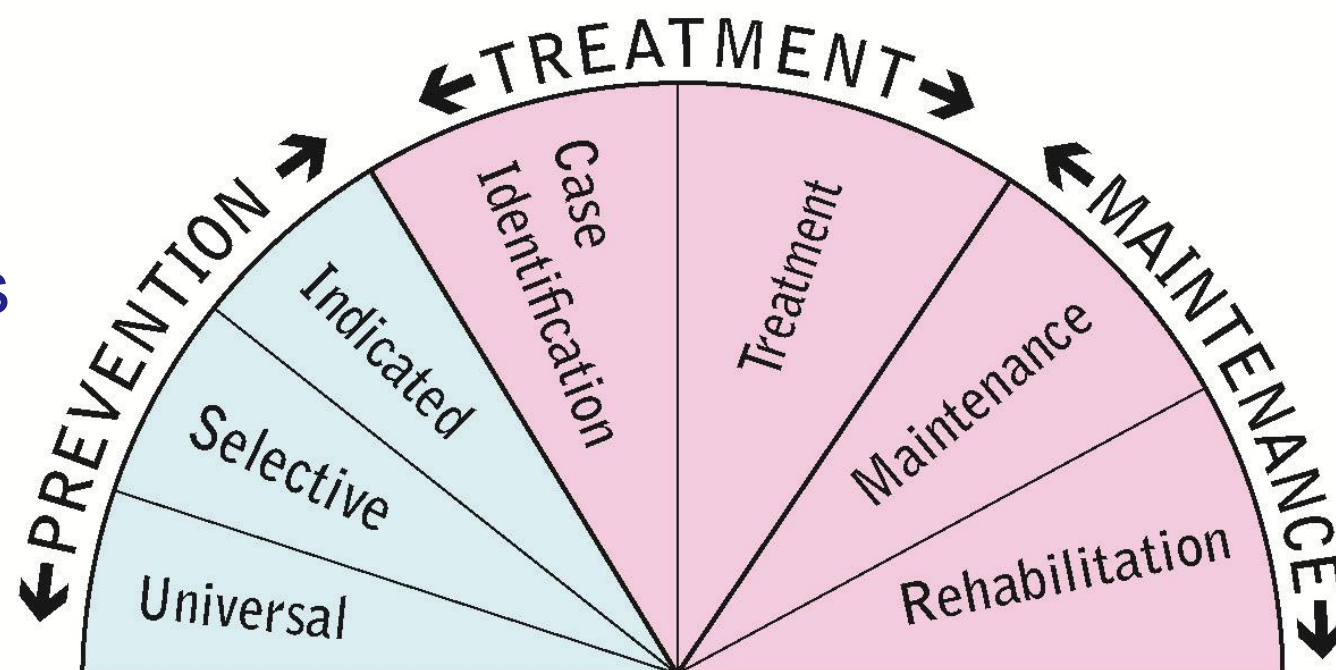 PREVENTION
TREATMENT
MAINTENANCE
Universal
Selective
Indicated
Case
Identification
Treatment
Maintenance
Rehabilitation